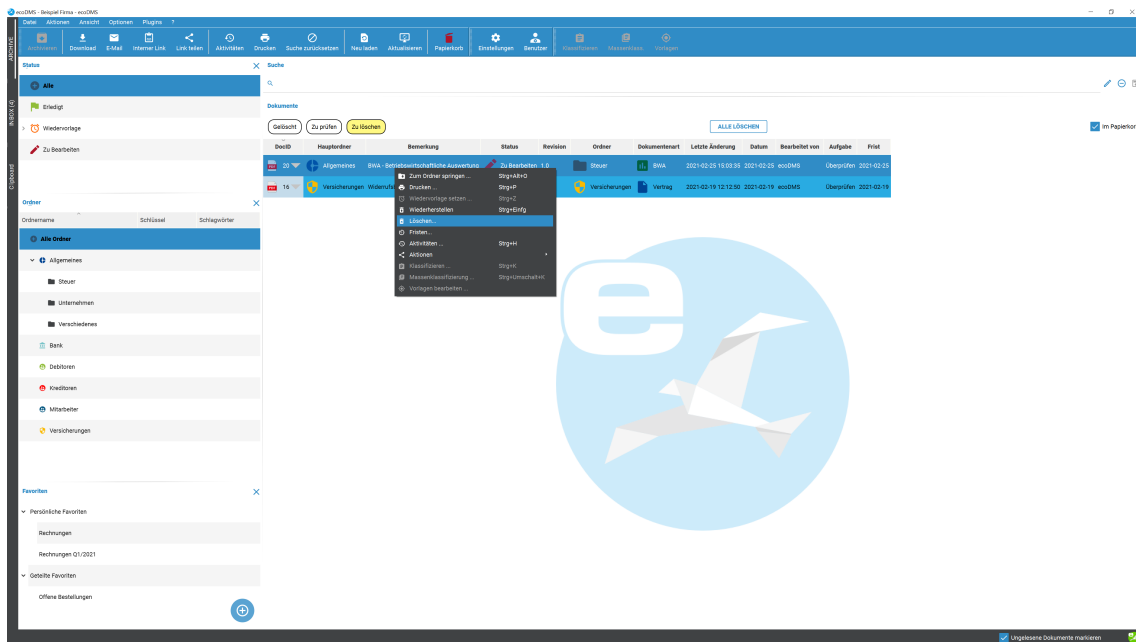 ecoDMS - Beispiel Firma - ecoDMS
Datei Aktionen Ansicht Optionen Plugins ?
Archivieren Download E-Mail Interner Link Link teilen Aktivitäten Drucken Suche zurücksetzen Neu laden Aktualisieren Papierkorb Einstellungen Benutzer Klassifizieren Massenklass. Vorlagen
ARCHIVE
INBOX (4)
Clipboard
Status
Alle
Erledigt
Wiedervorlage
Zu Bearbeiten
Ordner
Ordnername Schlüssel Schlagwörter
Alle Ordner
Allgemeines
Steuer
Unternehmen
Verschiedenes
Bank
Debitoren
Kreditoren
Mitarbeiter
Versicherungen
Favoriten
Persönliche Favoriten
Rechnungen
Rechnungen Q1/2021
Geteilte Favoriten
Offene Bestellungen
Suche
Dokumente
Gelöscht Zu prüfen Zu löschen ALLE LÖSCHEN Im Papierkor
DocID Hauptordner Bemerkung Status Revision Ordner Dokumentenart Letzte Änderung Datum Bearbeitet von Aufgabe Frist
20 Allgemeines BWA - Betriebswirtschaftliche Auswertung Zu Bearbeiten 1.0 Steuer BWA 2021-02-25 15:03:35 2021-02-25 ecoDMS Überprüfen 2021-02-25
16 Versicherungen Widerrufs Versicherungen Vertrag 2021-02-19 12:12:50 2021-02-19 ecoDMS Überprüfen 2021-02-19
Zum Ordner springen ... Strg+Alt+O
Drucken ... Strg+P
Wiedervorlage setzen ... Strg+Z
Wiederherstellen Strg+Einfg
Löschen...
Fristen...
Aktivitäten ... Strg+H
Aktionen
Klassifizieren ... Strg+K
Massenklassifizierung ... Strg+Umschalt+K
Vorlagen bearbeiten ...
e
Ungelesene Dokumente markieren